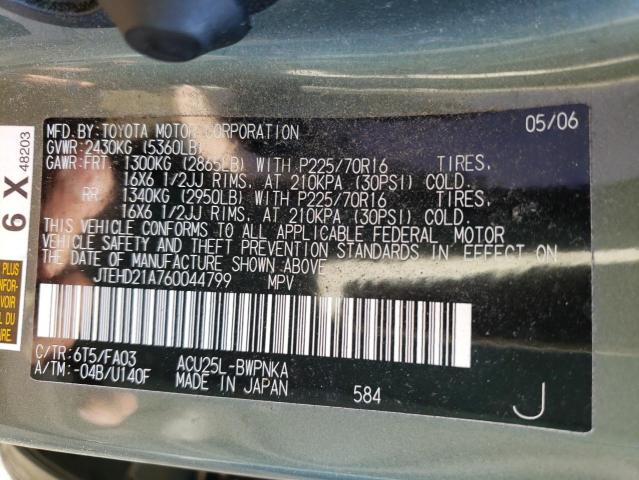 MFD. BY: TOYOTA MOTOR CORPORATION 05/06
GVWR: 2430KG (5360LB)
GAWR: FRT. 1300KG (2865LB) WITH P225/70R16 TIRES.
16X6 1/2JJ RIMS. AT 210KPA (30PSI) COLD.
RR. 1340KG (2950LB) WITH P225/70R16 TIRES.
16X6 1/2JJ RIMS. AT 210KPA (30PSI) COLD.
THIS VEHICLE CONFORMS TO ALL APPLICABLE FEDERAL MOTOR
VEHICLE SAFETY AND THEFT PREVENTION STANDARDS IN EFFECT ON
THE DATE OF MANUFACTURE SHOWN ABOVE.
JTEHD21A760044799 MPV
C/TR: 6T5/FA03 ACU25L-BWPNKA
A/TM: -04B/U140F MADE IN JAPAN 584 J
6 X
48203
PLUS
INFOR-
VOIR
L DU
IRE.